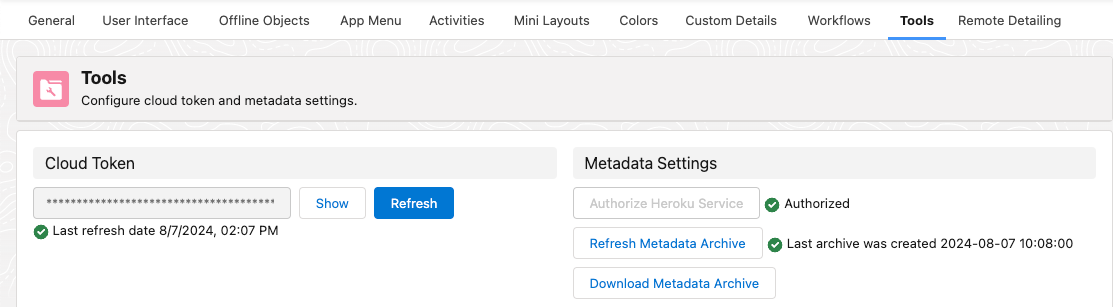 General User Interface Offline Objects App Menu Activities Mini Layouts Colors Custom Details Workflows Tools Remote Detailing
Tools
Configure cloud token and metadata settings.
Cloud Token
**************************************** Show Refresh
Last refresh date 8/7/2024, 02:07 PM
Metadata Settings
Authorize Heroku Service Authorized
Refresh Metadata Archive Last archive was created 2024-08-07 10:08:00
Download Metadata Archive